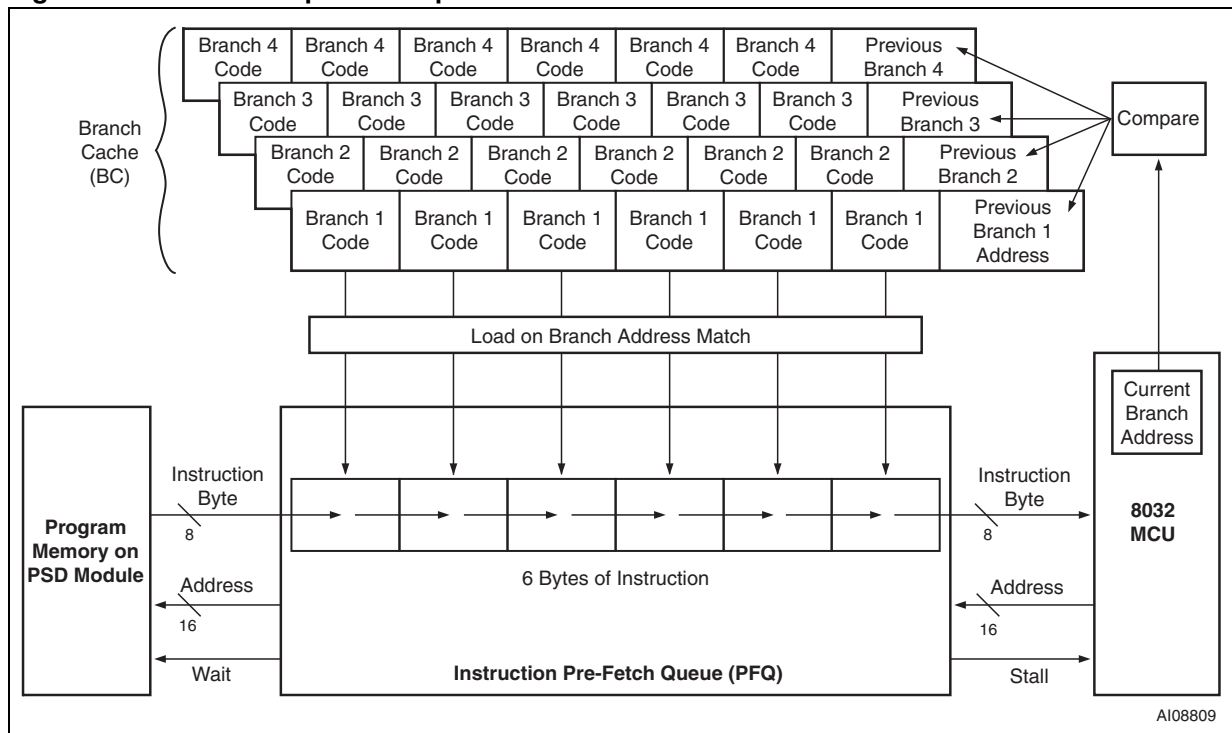 Branch 4 Code
Branch 4 Code
Branch 4 Code
Branch 4 Code
Branch 4 Code
Branch 4 Code
Previous Branch 4
Branch 3 Code
Branch 3 Code
Branch 3 Code
Branch 3 Code
Branch 3 Code
Branch 3 Code
Previous Branch 3
Branch 2 Code
Branch 2 Code
Branch 2 Code
Branch 2 Code
Branch 2 Code
Branch 2 Code
Previous Branch 2
Branch 1 Code
Branch 1 Code
Branch 1 Code
Branch 1 Code
Branch 1 Code
Branch 1 Code
Previous Branch 1 Address
Branch
Cache
(BC)
Compare
Load on Branch Address Match
Current
Branch
Address
8032
MCU
Program
Memory on
PSD Module
Instruction
Byte
8
Address
16
Wait
6 Bytes of Instruction
Instruction Pre-Fetch Queue (PFQ)
Instruction
Byte
8
Address
16
Stall
AI08809